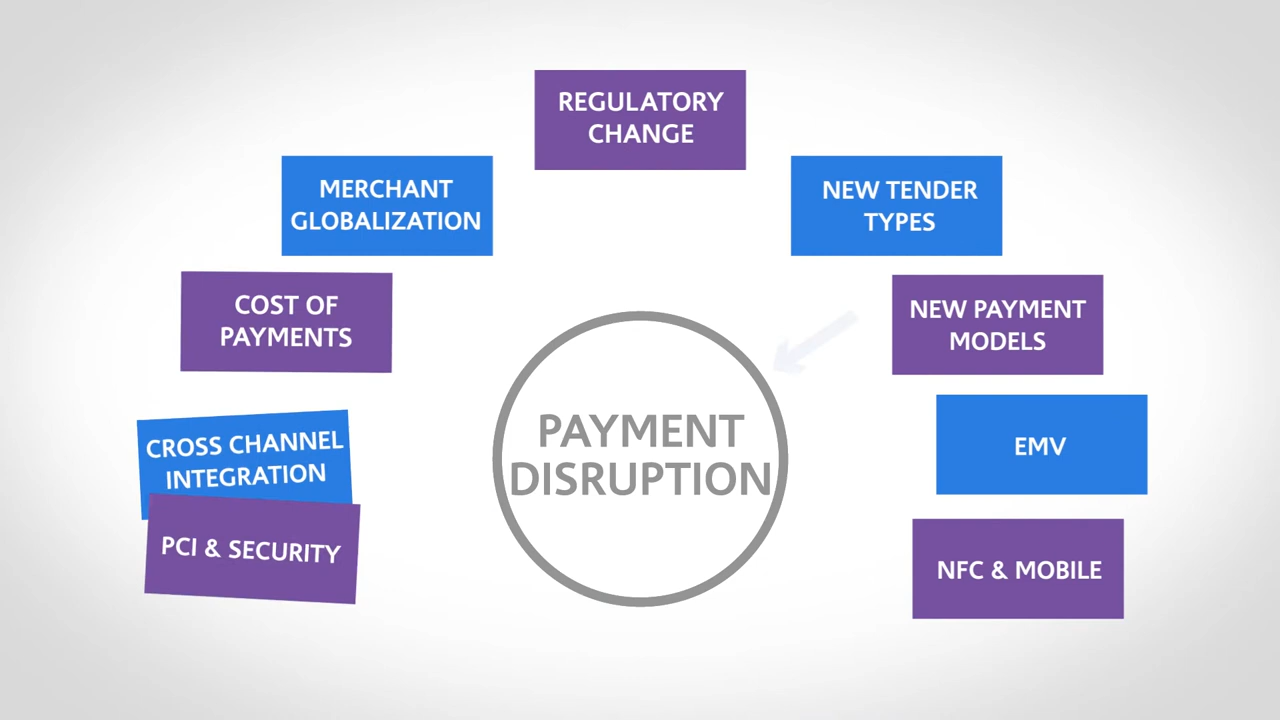 REGULATORY
CHANGE
MERCHANT
GLOBALIZATION
NEW TENDER
TYPES
COST OF
PAYMENTS
NEW PAYMENT
MODELS
CROSS CHANNEL
INTEGRATION
PAYMENT
DISRUPTION
EMV
PCI & SECURITY
NFC & MOBILE